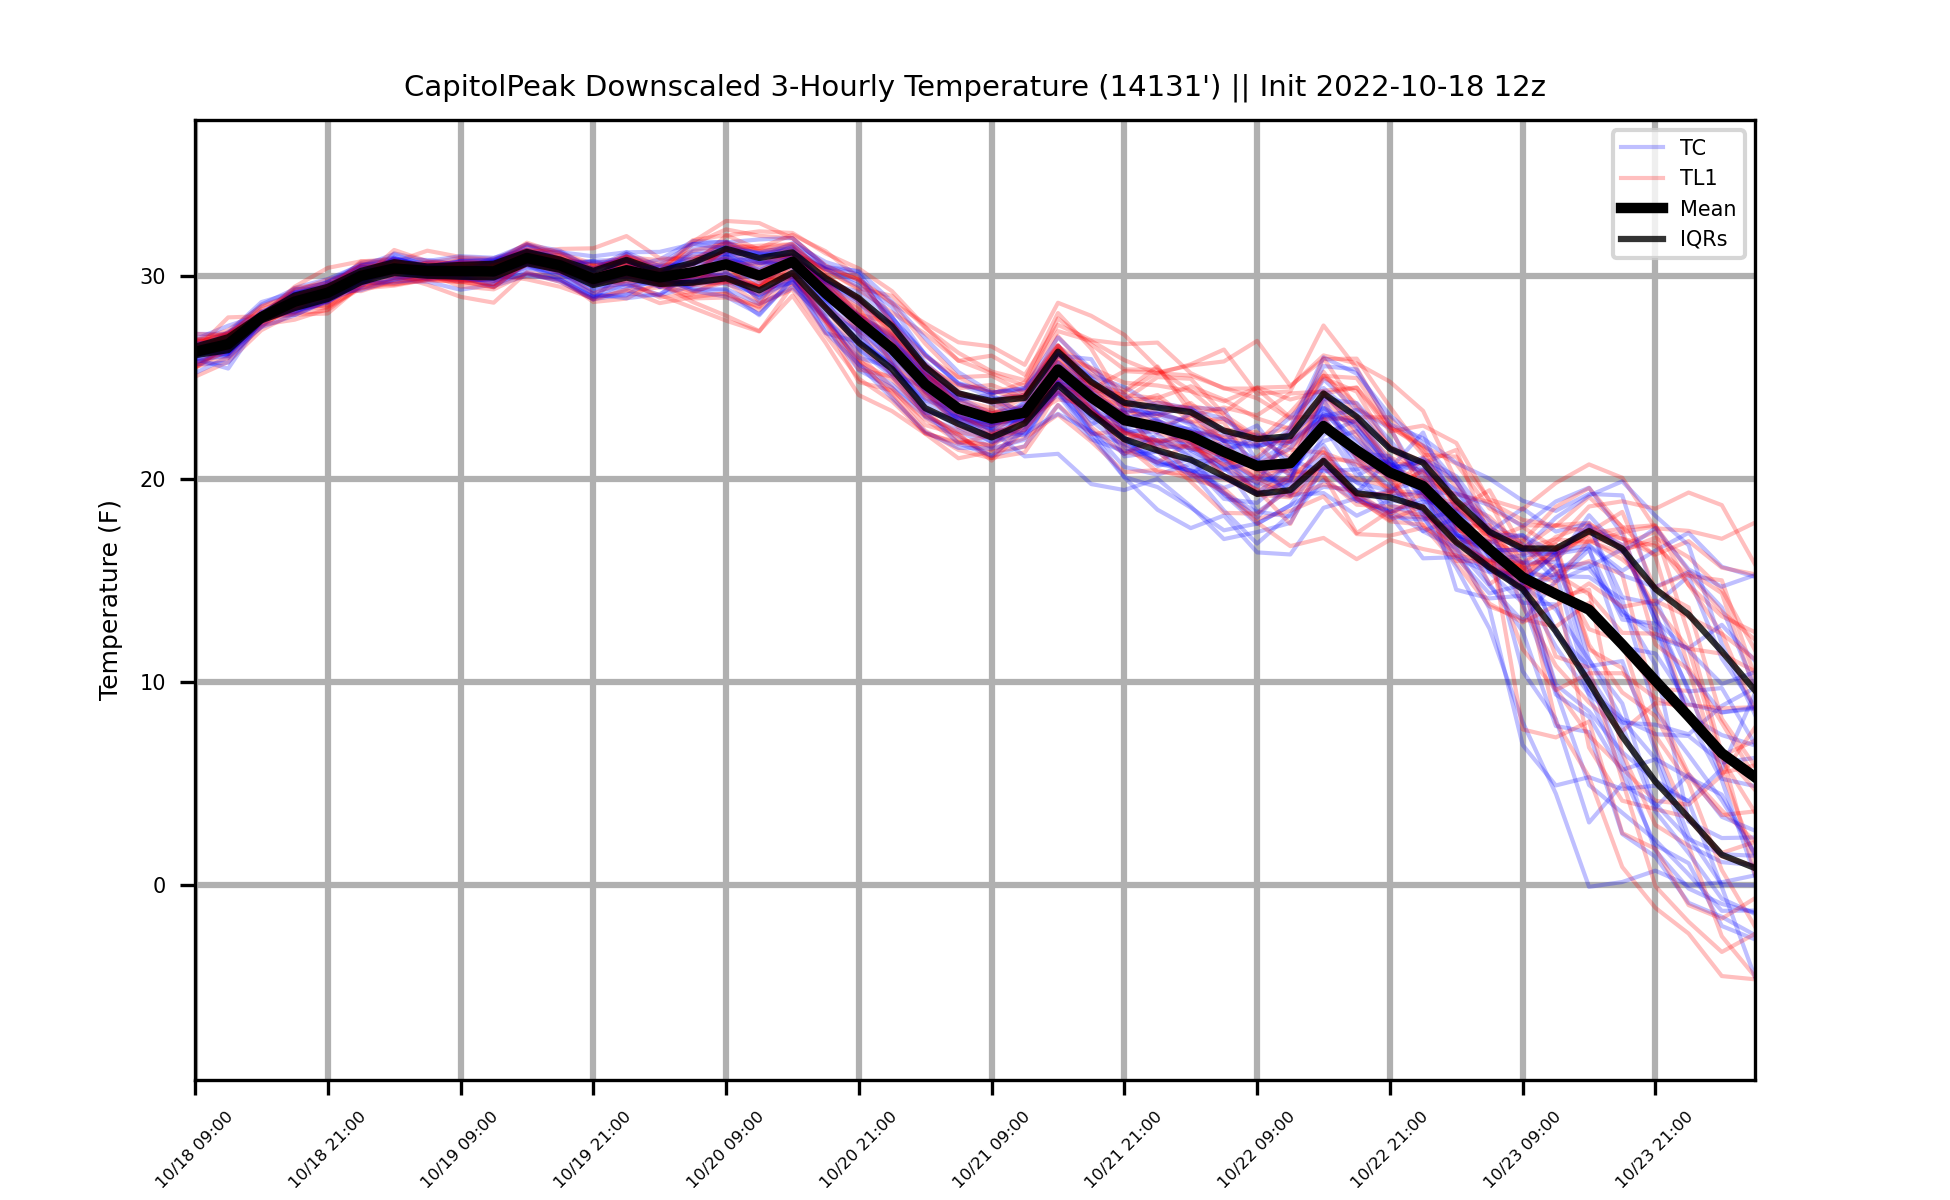 CapitolPeak Downscaled 3-Hourly Temperature (14131') || Init 2022-10-18 12z
TC
TL1
Mean
IQRs
Temperature (F)
30
20
10
0
10/18 09:00
10/18 21:00
10/19 09:00
10/19 21:00
10/20 09:00
10/20 21:00
10/21 09:00
10/21 21:00
10/22 09:00
10/22 21:00
10/23 09:00
10/23 21:00